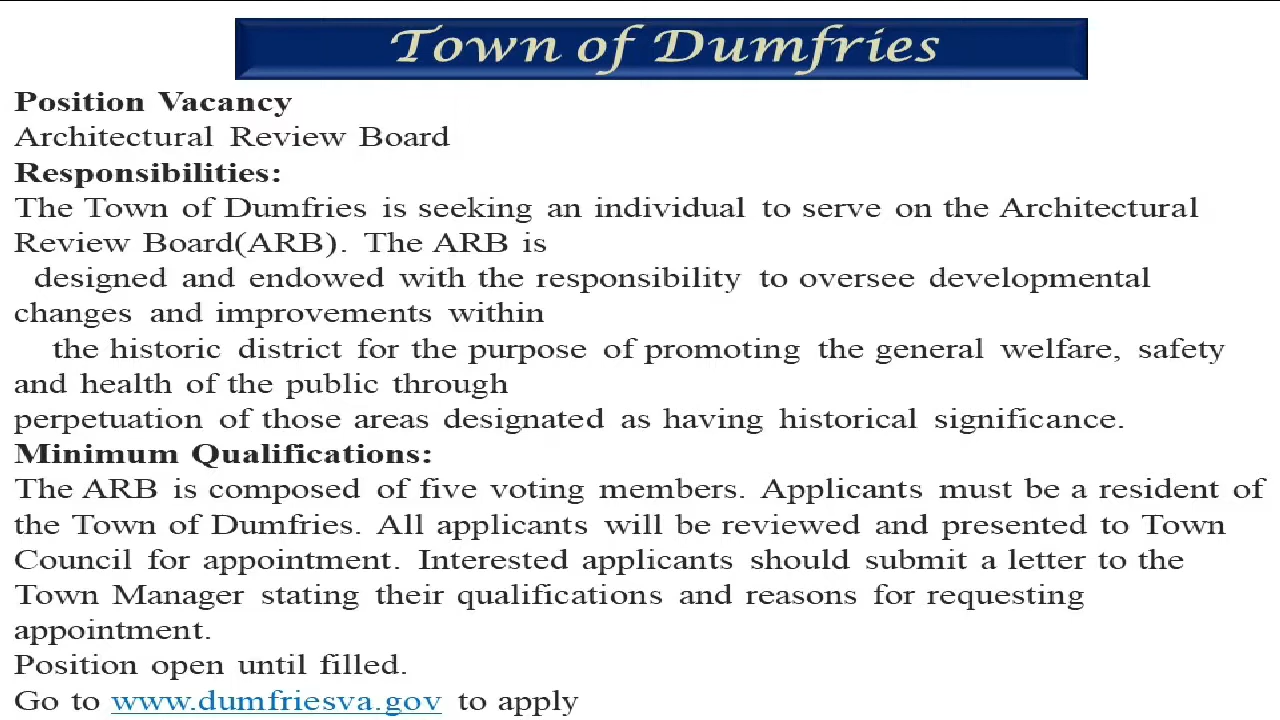 Town of Dumfries
Position Vacancy
Architectural Review Board
Responsibilities:
The Town of Dumfries is seeking an individual to serve on the Architectural
Review Board(ARB). The ARB is
designed and endowed with the responsibility to oversee developmental
changes and improvements within
the historic district for the purpose of promoting the general welfare, safety
and health of the public through
perpetuation of those areas designated as having historical significance.
Minimum Qualifications:
The ARB is composed of five voting members. Applicants must be a resident of
the Town of Dumfries. All applicants will be reviewed and presented to Town
Council for appointment. Interested applicants should submit a letter to the
Town Manager stating their qualifications and reasons for requesting
appointment.
Position open until filled.
Go to www.dumfriesva.gov to apply